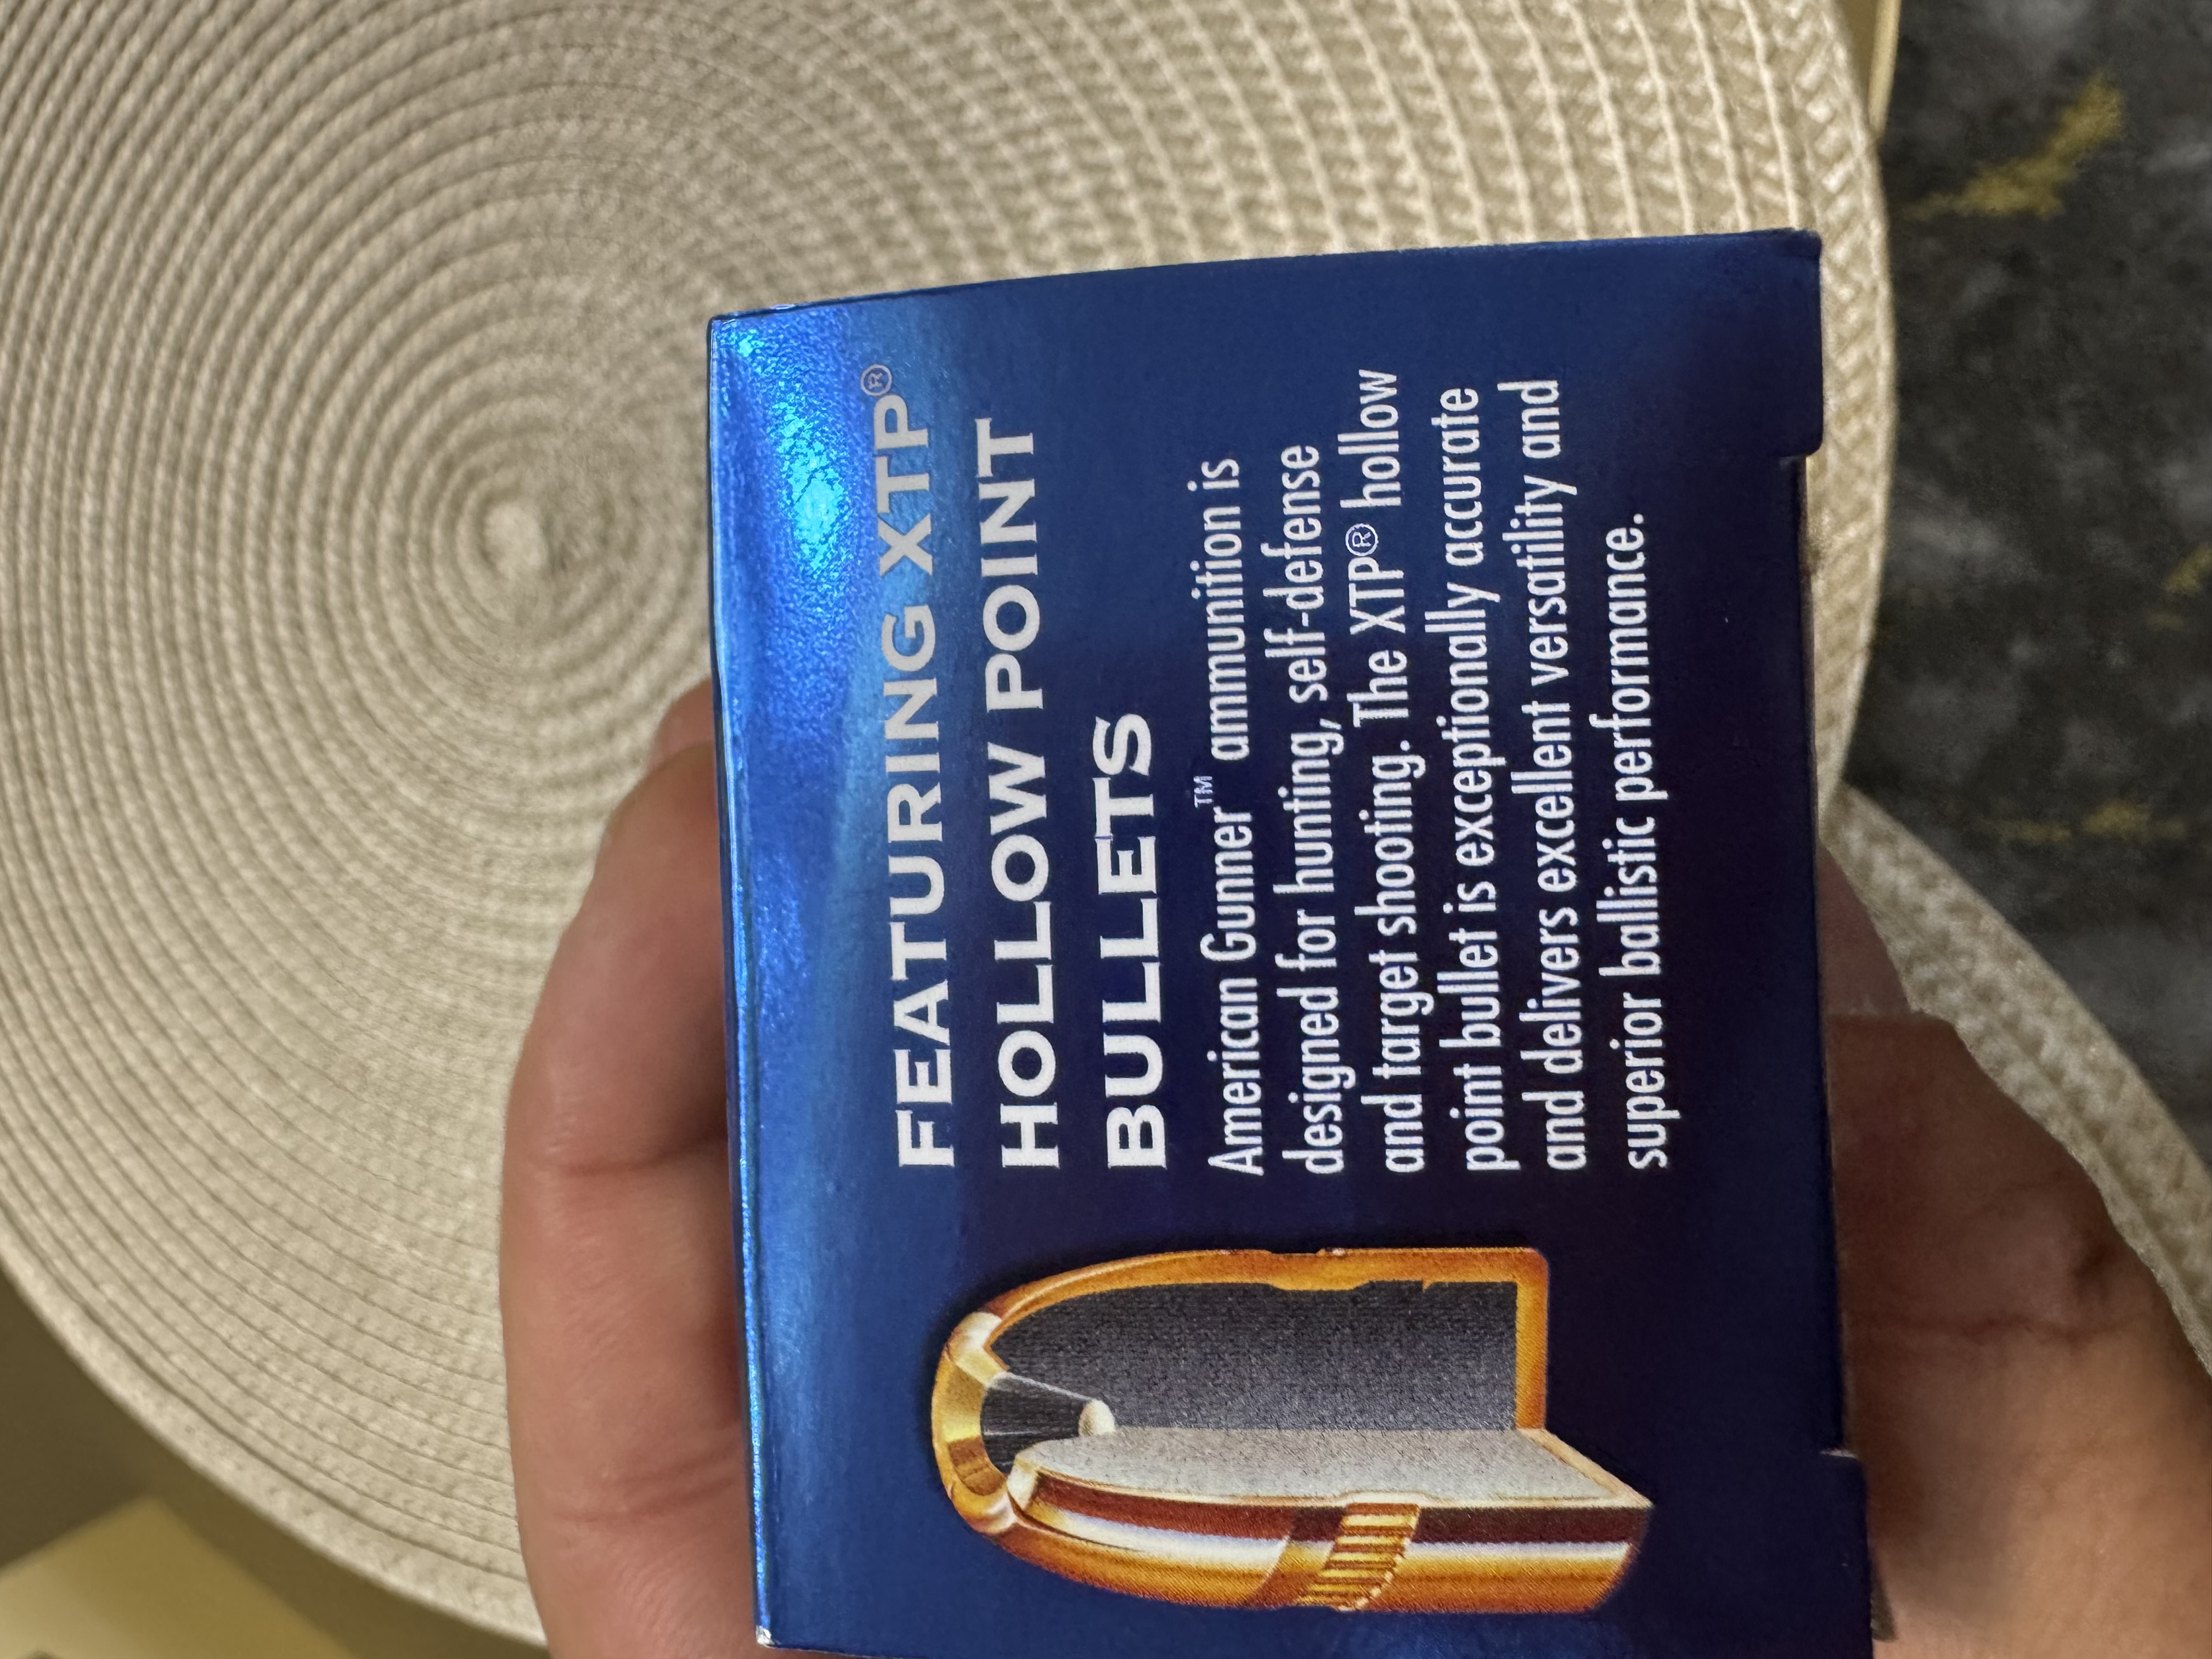 FEATURING XTP®
HOLLOW POINT
BULLETS
American Gunner™ ammunition is
designed for hunting, self-defense
and target shooting. The XTP® hollow
point bullet is exceptionally accurate
and delivers excellent versatility and
superior ballistic performance.